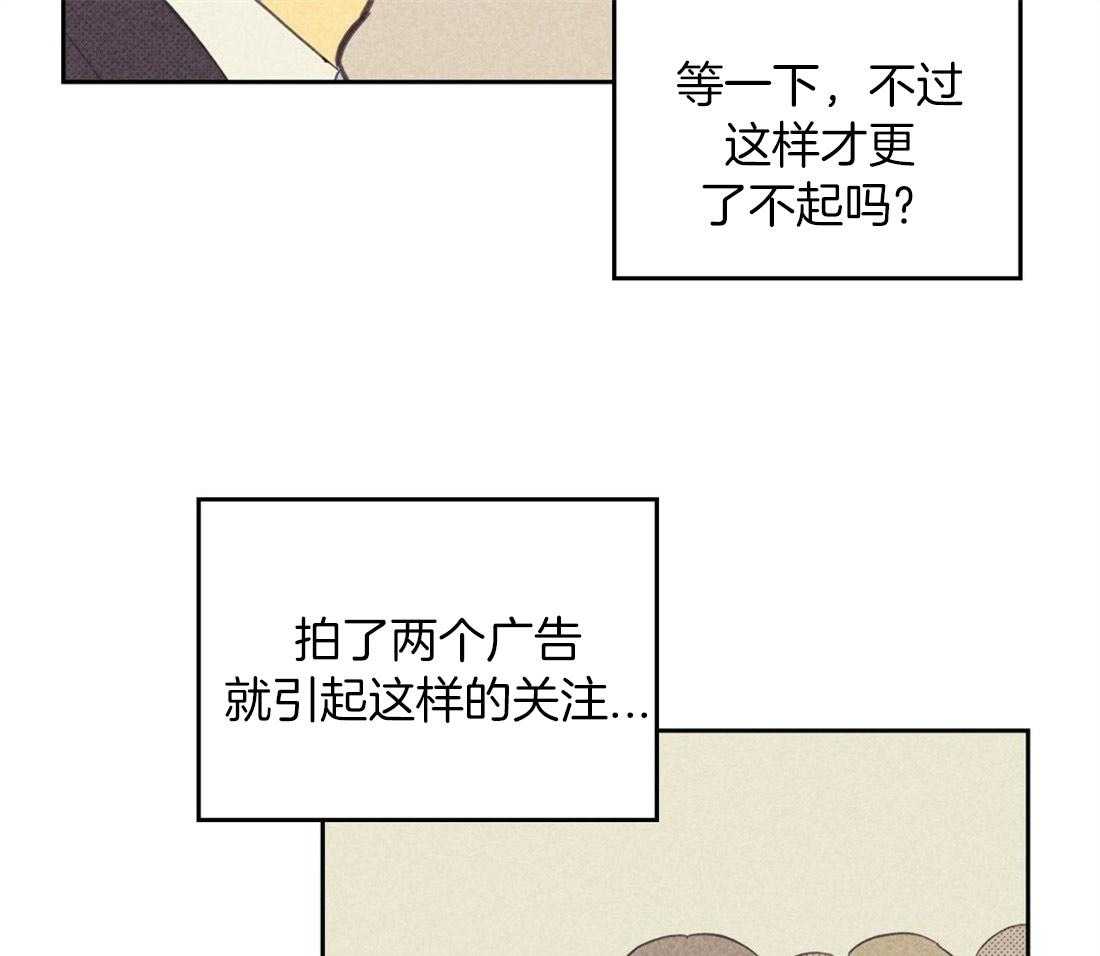 等一下，不过
这样才更
了不起吗？
拍了两个广告
就引起这样的关注...